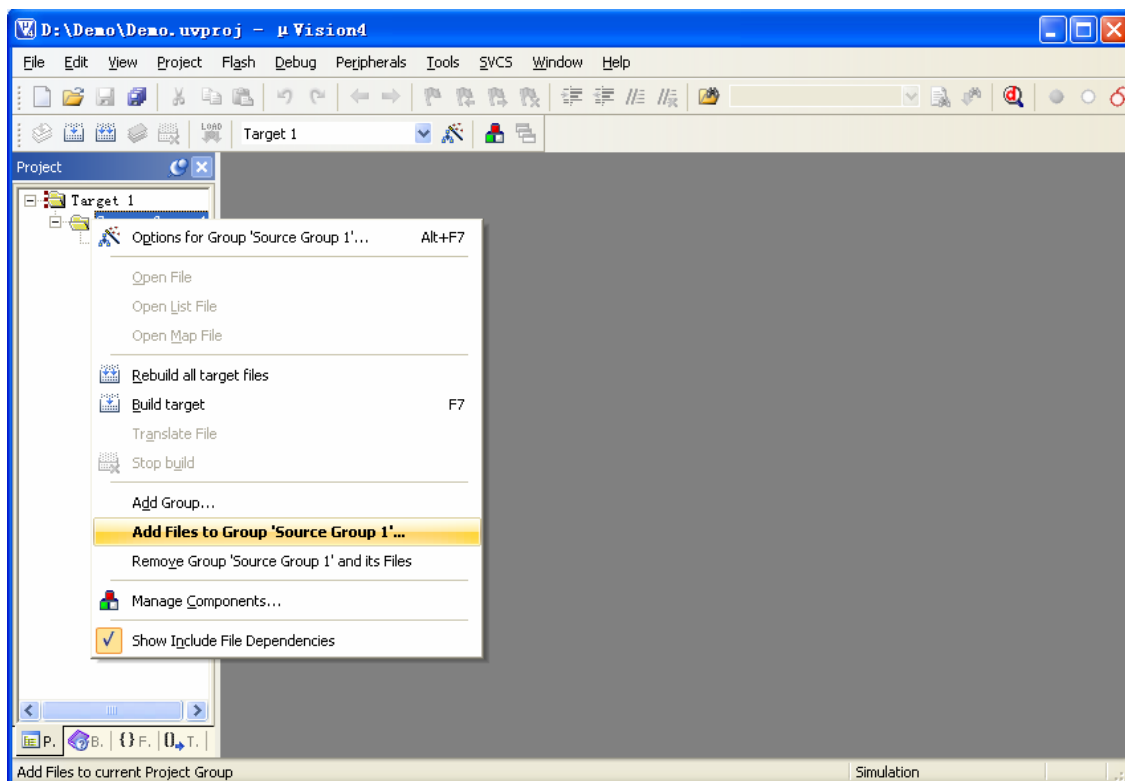 D:\Demo\Demo.uvproj - µVision4
File Edit View Project Flash Debug Peripherals Tools SVCS Window Help
LOAD Target 1
Project
Target 1
Options for Group 'Source Group 1'... Alt+F7
Open File
Open List File
Open Map File
Rebuild all target files
Build target F7
Translate File
Stop build
Add Group...
Add Files to Group 'Source Group 1'...
Remove Group 'Source Group 1' and its Files
Manage Components...
Show Include File Dependencies
P. B. {} F. 0 T.
Add Files to current Project Group Simulation